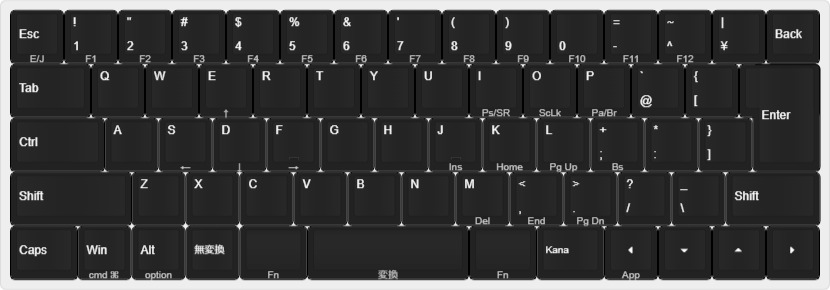 Esc ! " # $ % & ' ( ) = ~ | Back
1 2 3 4 5 6 7 8 9 0 - ^ ¥
E/J F1 F2 F3 F4 F5 F6 F7 F8 F9 F10 F11 F12
Tab Q W E R T Y U I O P ` {
@ [ Enter
↑ Ps/SR ScLk Pa/Br
Ctrl A S D F G H J K L + * }
; : ]
← ↓ → Ins Home Pg Up Bs
Shift Z X C V B N M < > ? _ Shift
, . / \
Del End Pg Dn
Caps Win Alt 無変換 Kana
cmd ⌘ option Fn 変換 Fn App